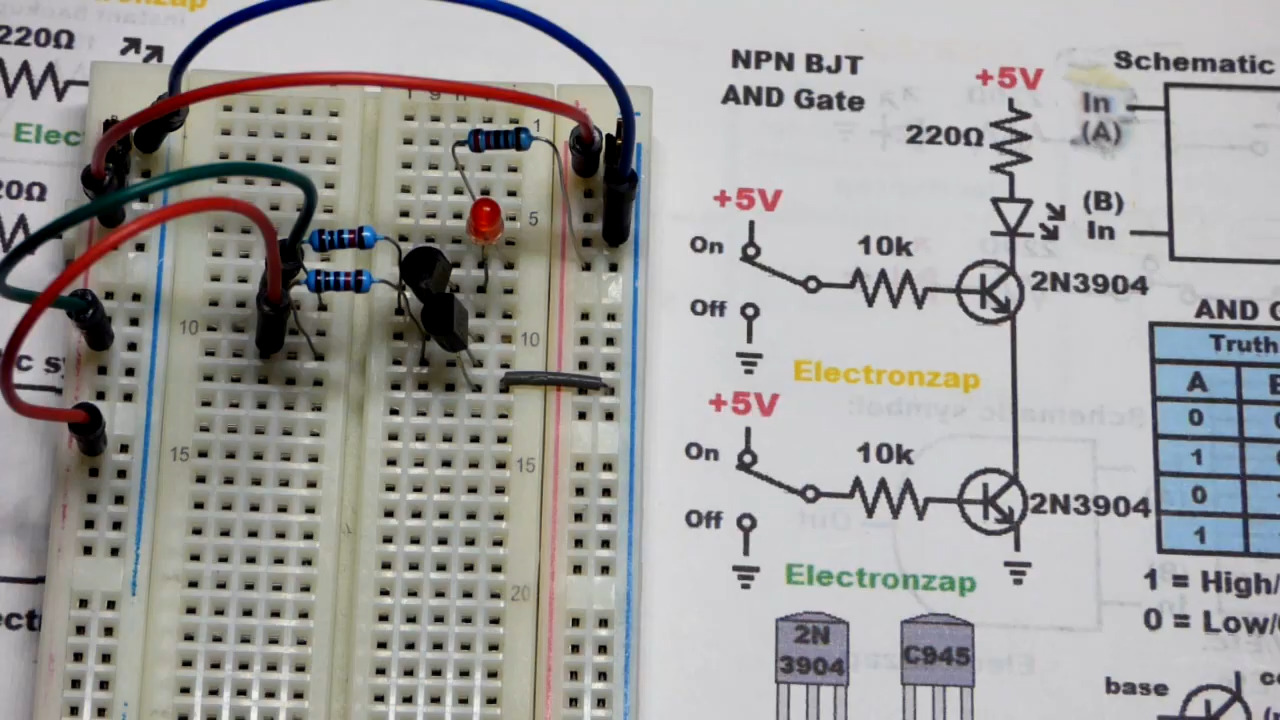 220Ω
Elec
20Ω
c sy
1
5
10
10
15
15
20
NPN BJT
AND Gate
+5V
220Ω
+5V
On
10k
2N3904
Off
Electronzap
+5V
On
10k
2N3904
Off
Electronzap
2N
3904
C945
Schematic
In
(A)
(B)
In
AND G
Truth
A
0
1
0
1
1 = High/
0 = Low/
base